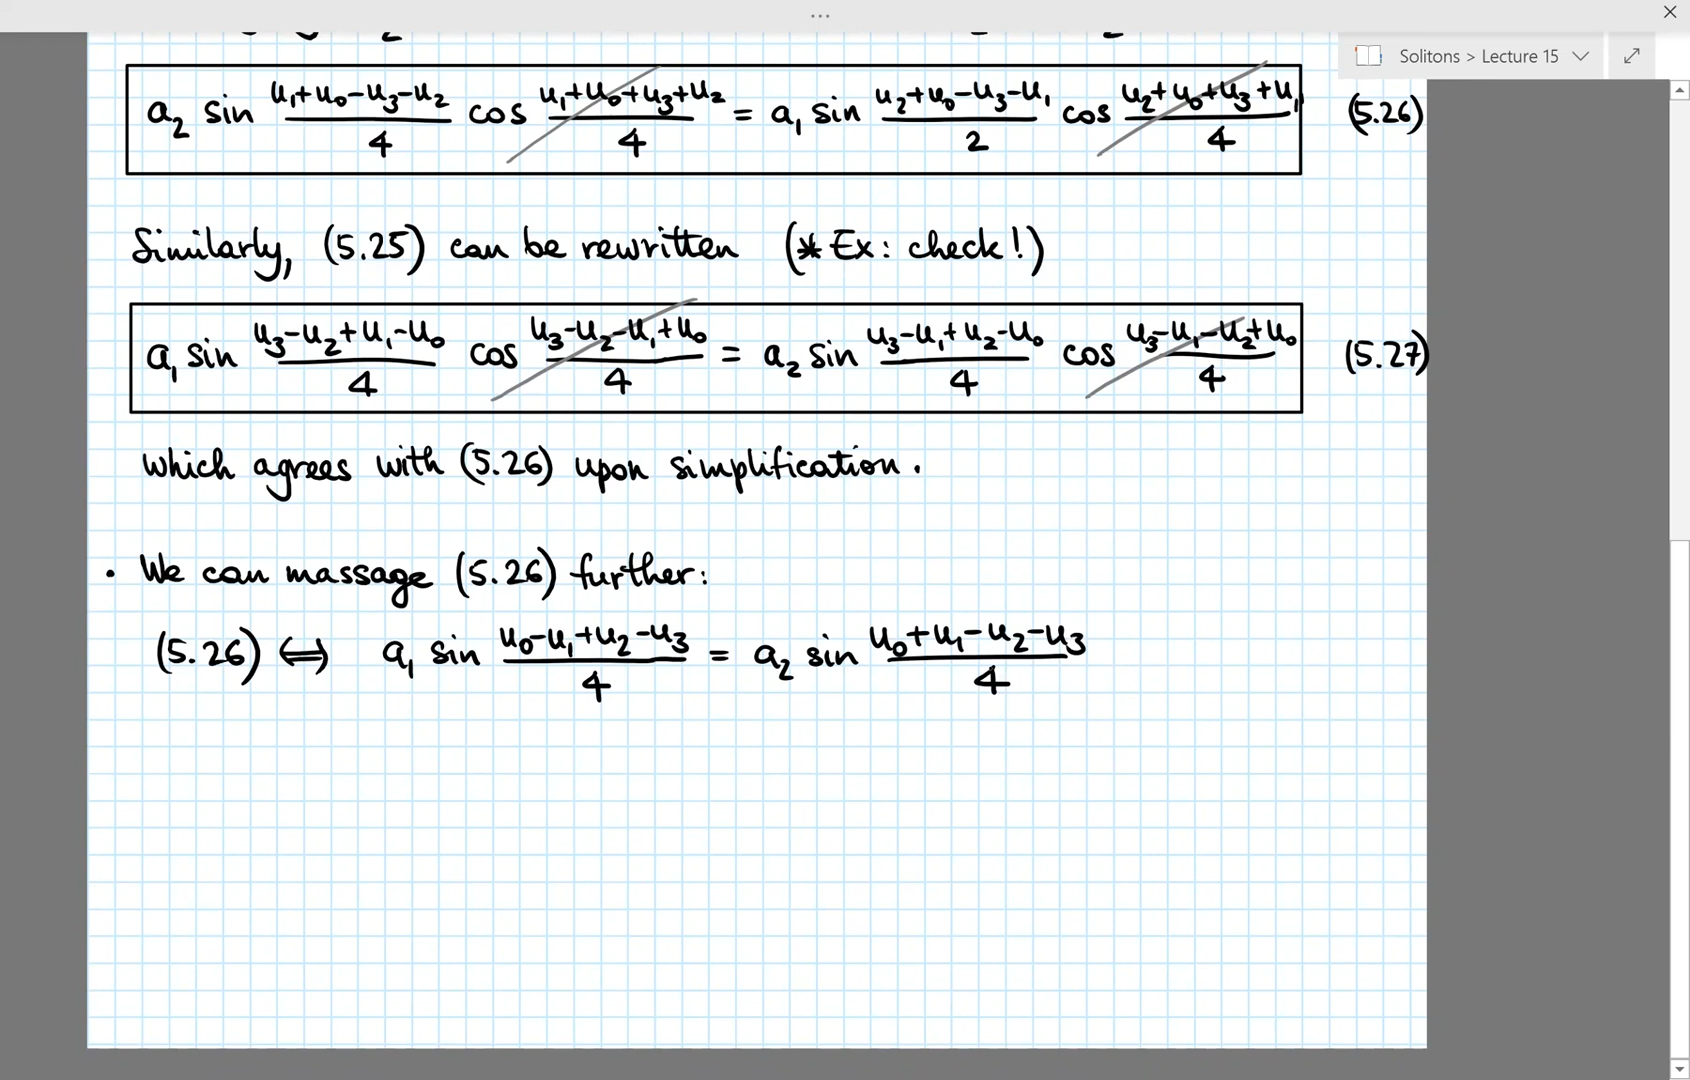 Solitons > Lecture 15
a₂ sin (u₁+u₀-u₃-u₂)/4 cos (u₁+u₀+u₃+u₂)/4 = a₁ sin (u₂+u₀-u₃-u₁)/2 cos (u₂+u₀+u₃+u₁)/4 (5.26)
Similarly, (5.25) can be rewritten (* Ex: check!)
a₁ sin (u₃-u₂+u₁-u₀)/4 cos (u₃-u₂-u₁+u₀)/4 = a₂ sin (u₃-u₁+u₂-u₀)/4 cos (u₃-u₁-u₂+u₀)/4 (5.27)
which agrees with (5.26) upon simplification.
• We can massage (5.26) further:
(5.26) ⟺ a₁ sin (u₀-u₁+u₂-u₃)/4 = a₂ sin (u₀+u₁-u₂-u₃)/4